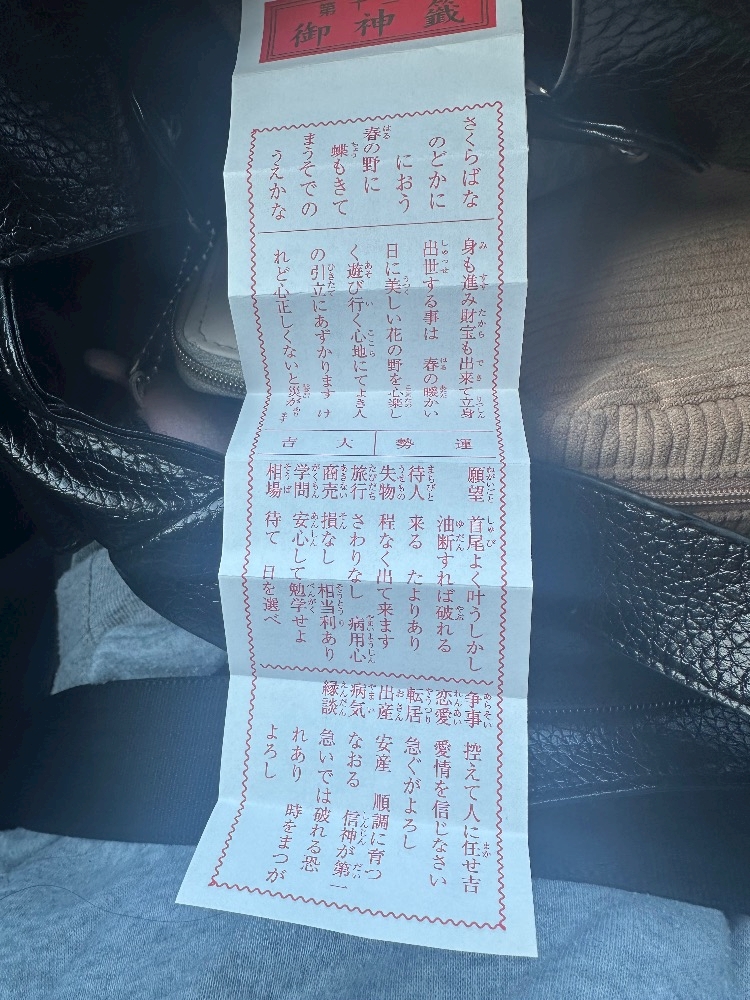 第十
御神籤
さくらばな
のどかに
におう
春の野に
蝶もきて
まうそでの
うえかな
身も進み財宝も出来て立身
出世する事は 春の暖かい
日に美しい花の野を心楽し
く遊び行く心地にてよき人
の引立にあずかります け
れど心正しくないと災があります
運勢 大吉
願望 首尾よく叶うしかし
油断すれば破れる
待人 来る たよりあり
失物 程なく出て来ます
旅行 さわりなし 病用心
商売 損なし 相当利あり
学問 安心して勉学せよ
相場 待て 日を選べ
争事 控えて人に任せ吉
恋愛 愛情を信じなさい
転居 急ぐがよろし
出産 安産 順調に育つ
病気 なおる 信神が第一
縁談 急いでは破れる恐
れあり 時をまつが
よろし